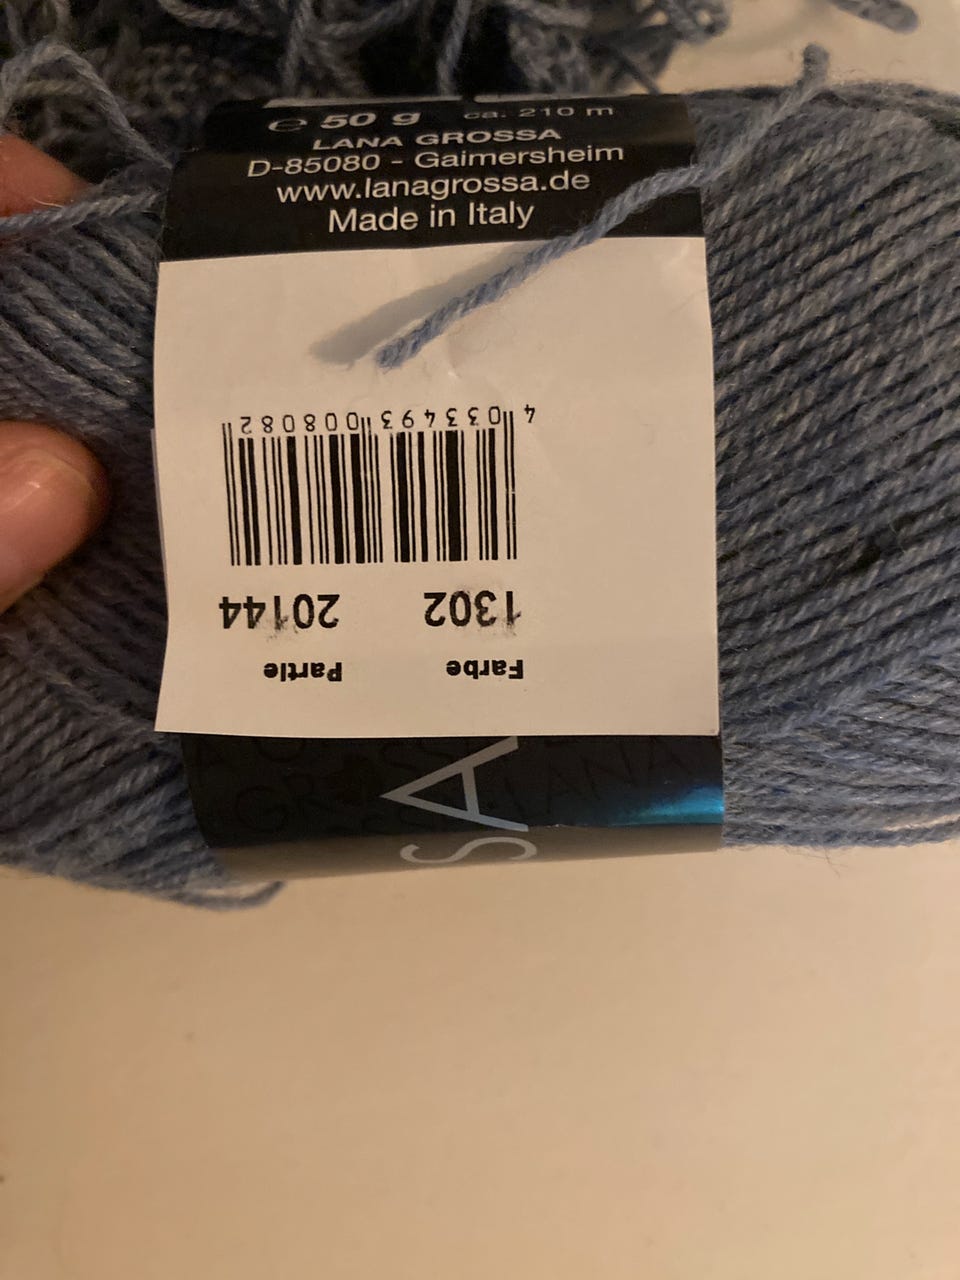 ℮ 50 g ca. 210 m
LANA GROSSA
D-85080 - Gaimersheim
www.lanagrossa.de
Made in Italy
Farbe Partie
1302 20144
4 033493 008082
SA